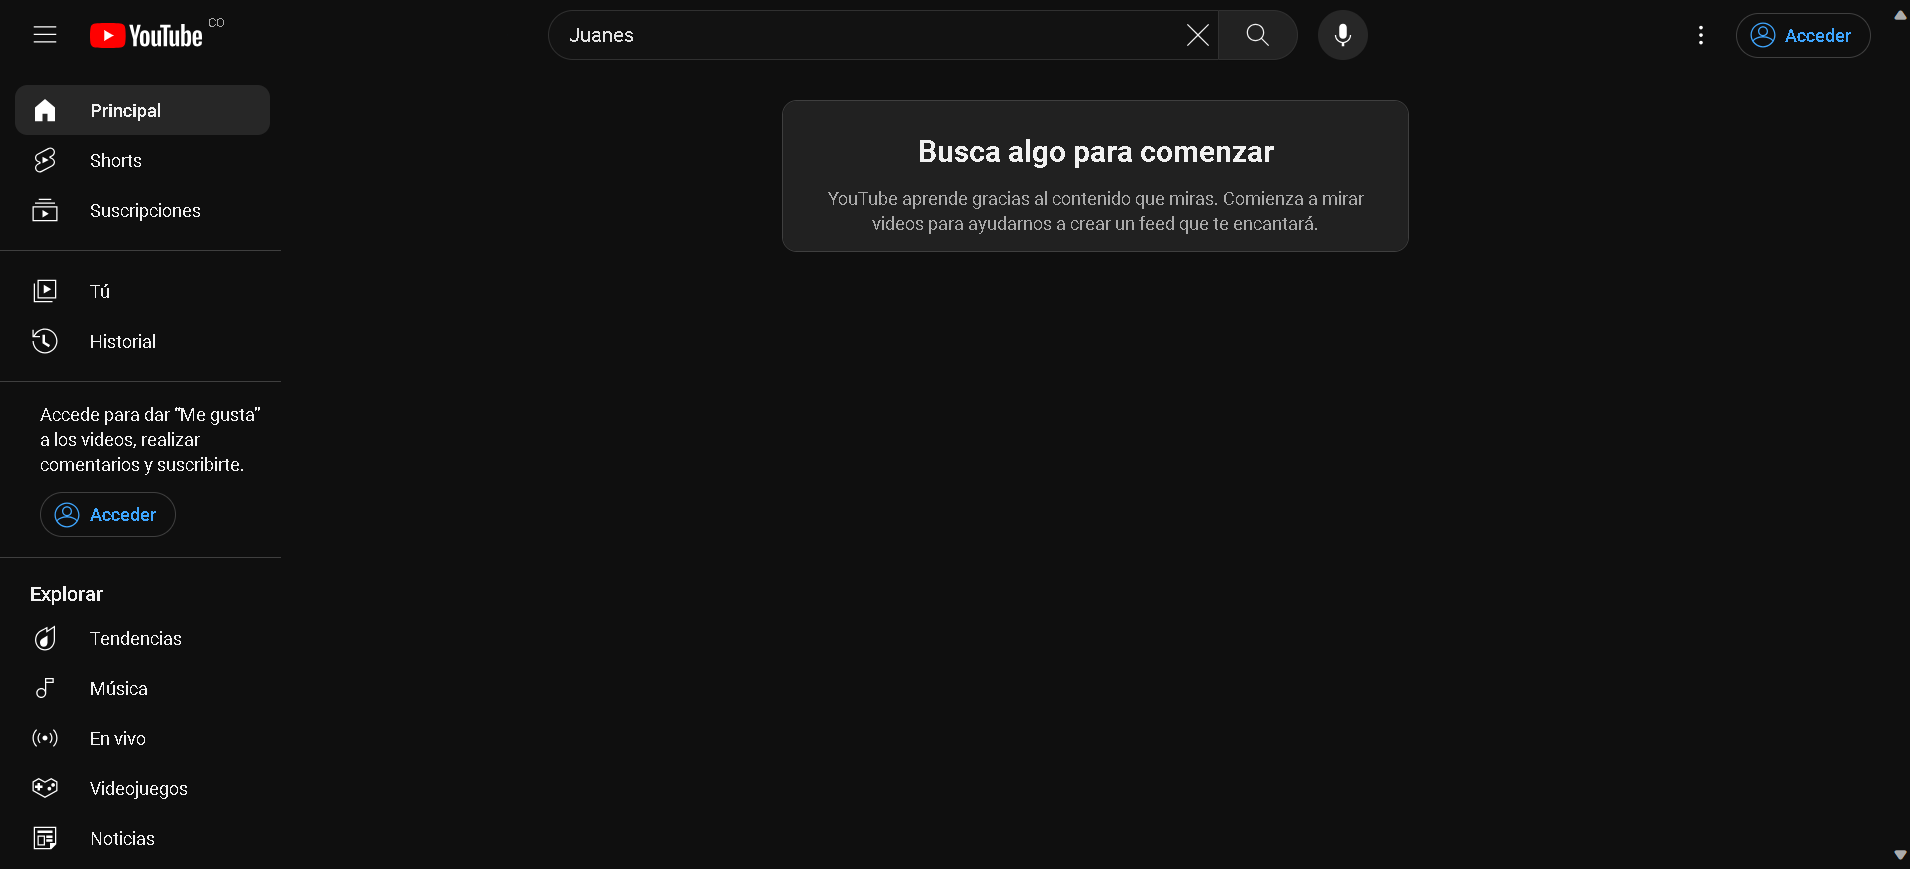 YouTube CO
Juanes
Acceder
Principal
Shorts
Suscripciones
Tú
Historial
Accede para dar “Me gusta”
a los videos, realizar
comentarios y suscribirte.
Acceder
Explorar
Tendencias
Música
En vivo
Videojuegos
Noticias
Busca algo para comenzar
YouTube aprende gracias al contenido que miras. Comienza a mirar
videos para ayudarnos a crear un feed que te encantará.